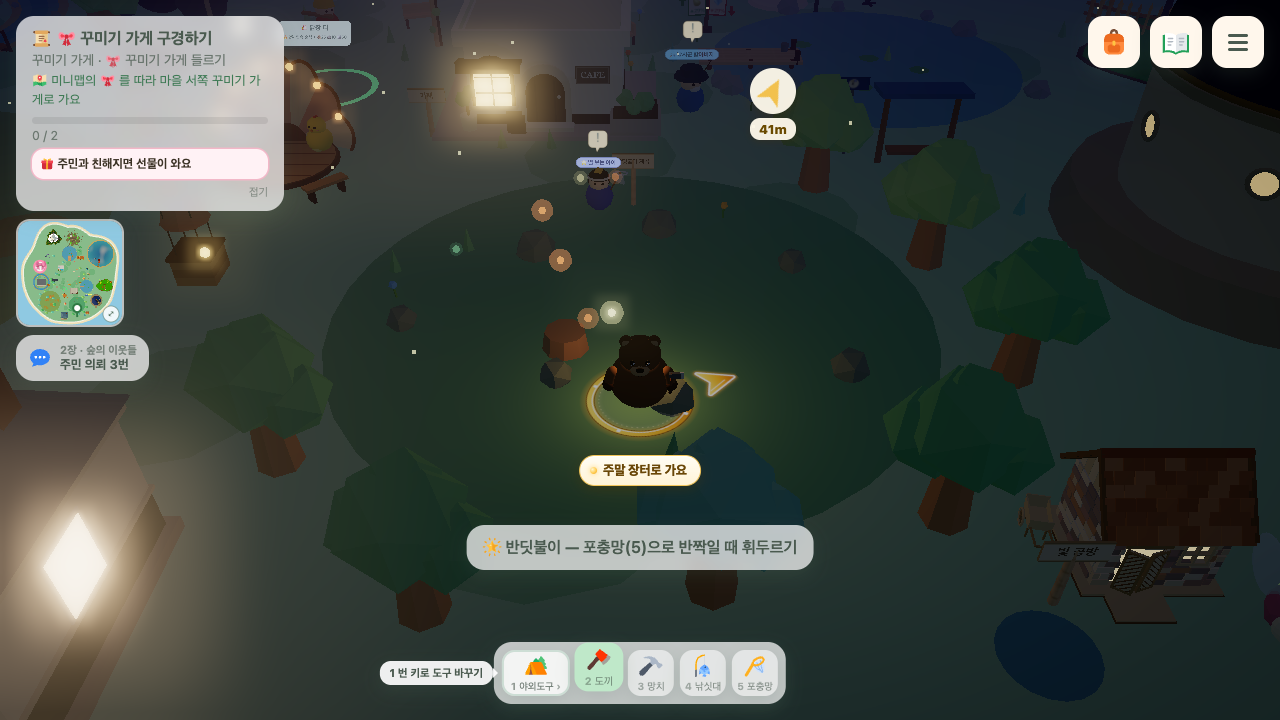 꾸미기 가게 구경하기
꾸미기 가게 · 꾸미기 가게 들르기
미니맵의 를 따라 마을 서쪽 꾸미기 가
게로 가요
0 / 2
주민과 친해지면 선물이 와요
접기
2장 · 숲의 이웃들
주민 의뢰 3번
CAFE
41m
주말 장터로 가요
반딧불이 — 포충망(5)으로 반짝일 때 휘두르기
빛 공방
1 번 키로 도구 바꾸기
1 야외도구 ›
2 도끼
3 망치
4 낚싯대
5 포충망